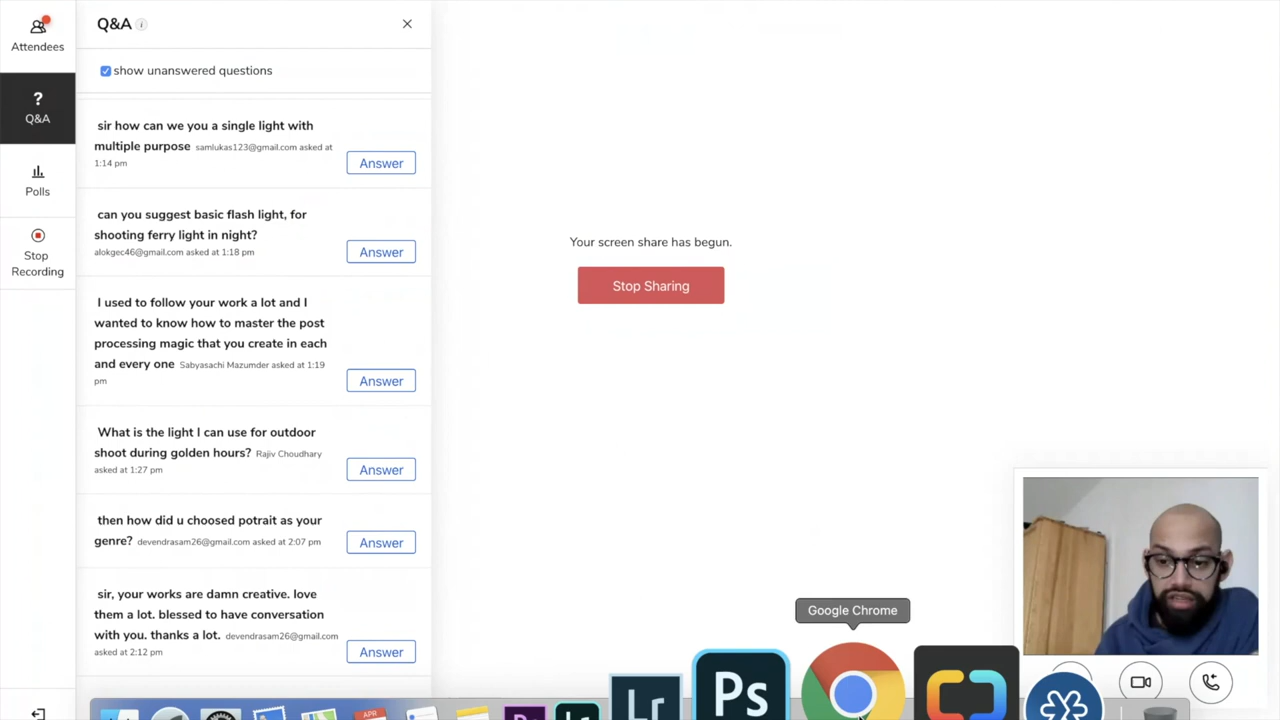 Attendees
?
Q&A
Polls
Stop
Recording
Q&A i
show unanswered questions
sir how can we you a single light with
multiple purpose samlukas123@gmail.com asked at
1:14 pm
Answer
can you suggest basic flash light, for
shooting ferry light in night?
alokgec46@gmail.com asked at 1:18 pm
Answer
I used to follow your work a lot and I
wanted to know how to master the post
processing magic that you create in each
and every one Sabyasachi Mazumder asked at 1:19
pm
Answer
What is the light I can use for outdoor
shoot during golden hours? Rajiv Choudhary
asked at 1:27 pm
Answer
then how did u choosed potrait as your
genre? devendrasam26@gmail.com asked at 2:07 pm
Answer
sir, your works are damn creative. love
them a lot. blessed to have conversation
with you. thanks a lot. devendrasam26@gmail.com
asked at 2:12 pm
Answer
Your screen share has begun.
Stop Sharing
Google Chrome
APR
Lr
Ps